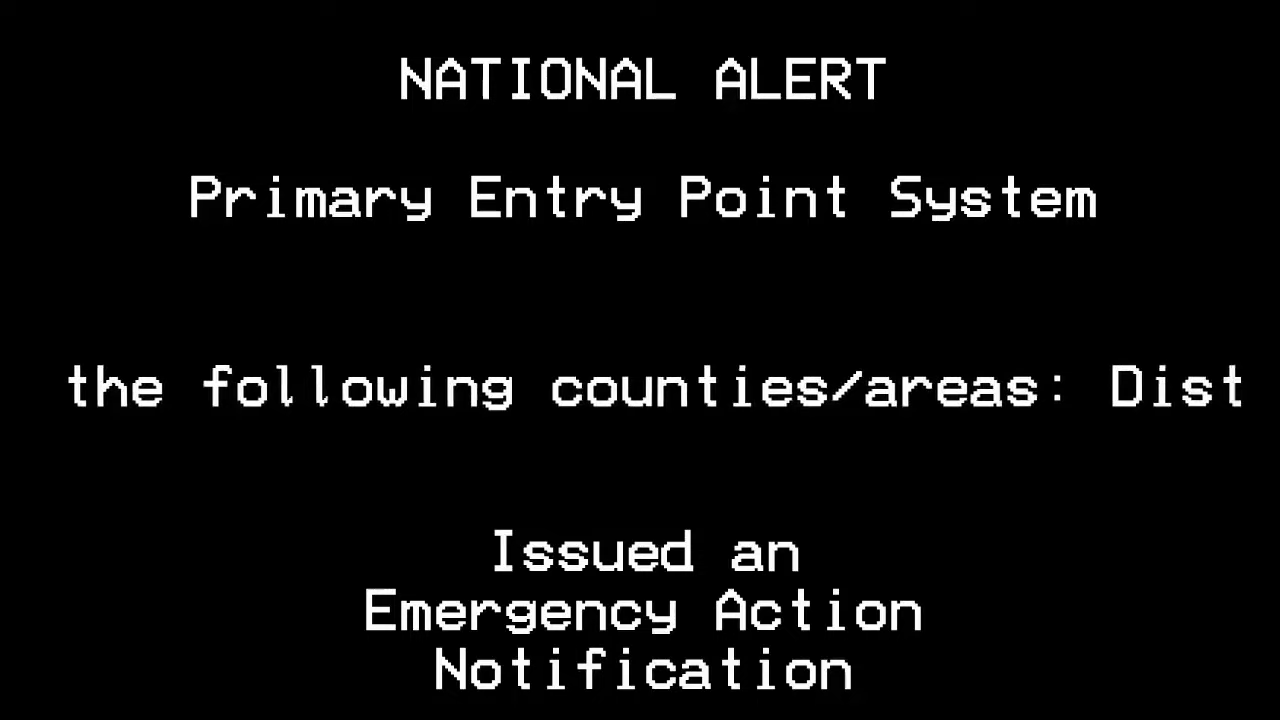 NATIONAL ALERT
Primary Entry Point System
the following counties/areas: Dist
Issued an
Emergency Action
Notification